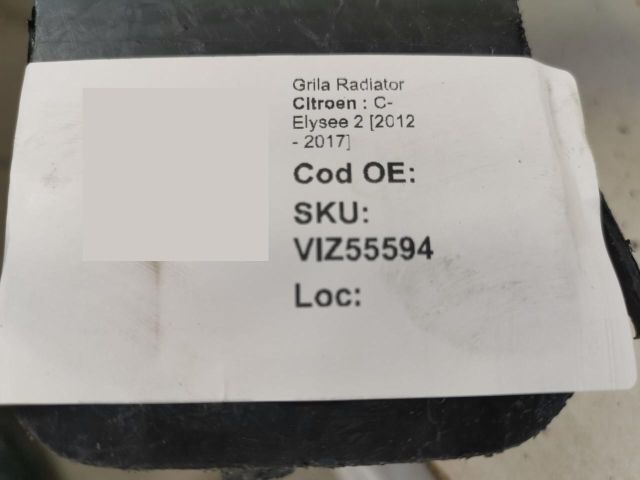 Grila Radiator
Citroen : C-
Elysee 2 [2012
- 2017]
Cod OE:
SKU:
VIZ55594
Loc: